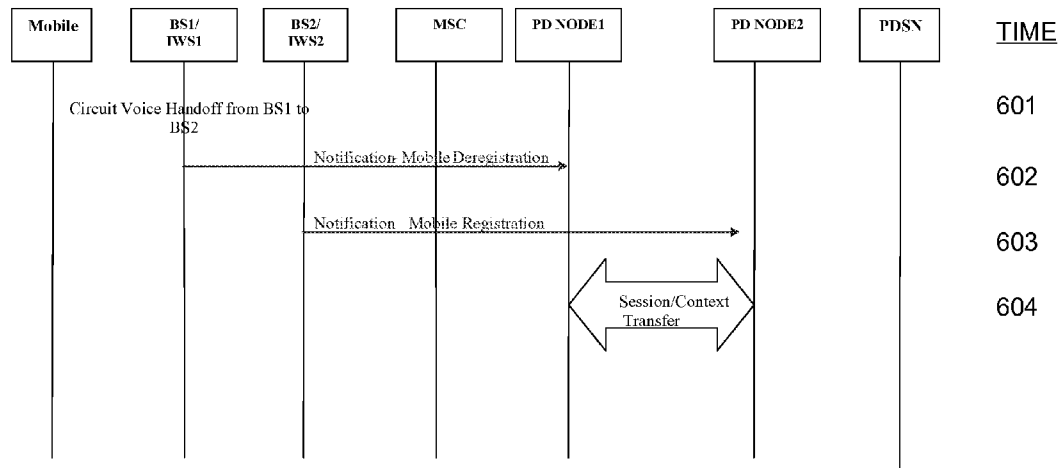 Mobile
BS1/
IWS1
BS2/
IWS2
MSC
PD NODE1
PD NODE2
PDSN
TIME
Circuit Voice Handoff from BS1 to
BS2
601
Notification- Mobile Deregistration
602
Notification - Mobile Registration
603
Session/Context
Transfer
604